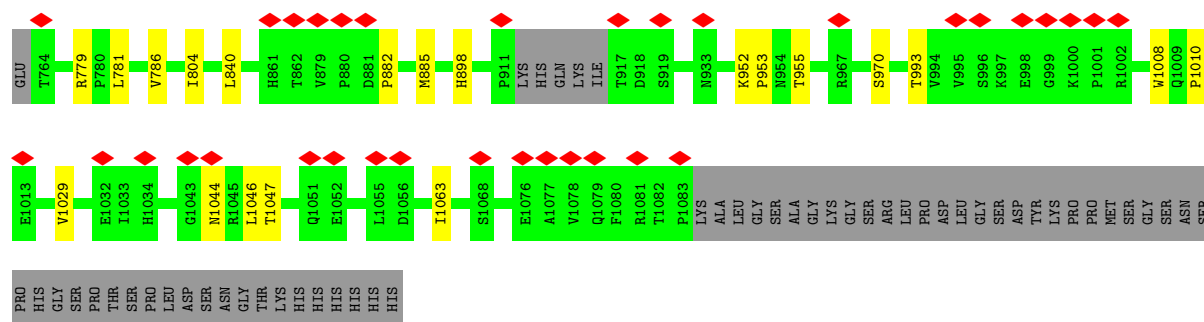 GLU T764 R779 P780 L781 V786 I804 L840 H861 T862 V879 P880 D881 P882 M885 H898 P911 LYS HIS GLN LYS ILE T917 D918 S919 N933 K952 P953 N954 T955 R967 S970 T993 V994 V995 S996 K997 E998 G999 K1000 P1001 R1002 W1008 Q1009 P1010
E1013 V1029 E1032 I1033 H1034 G1043 N1044 R1045 L1046 T1047 Q1051 E1052 L1055 D1056 I1063 S1068 E1076 A1077 V1078 Q1079 F1080 R1081 T1082 P1083 LYS ALA LEU GLY SER ALA GLY LYS GLY SER ARG LEU PRO ASP LEU GLY SER ASP TYR LYS PRO PRO MET SER GLY SER ASN SER
PRO HIS GLY SER PRO THR SER PRO LEU ASP SER ASN GLY THR LYS HIS HIS HIS HIS HIS HIS